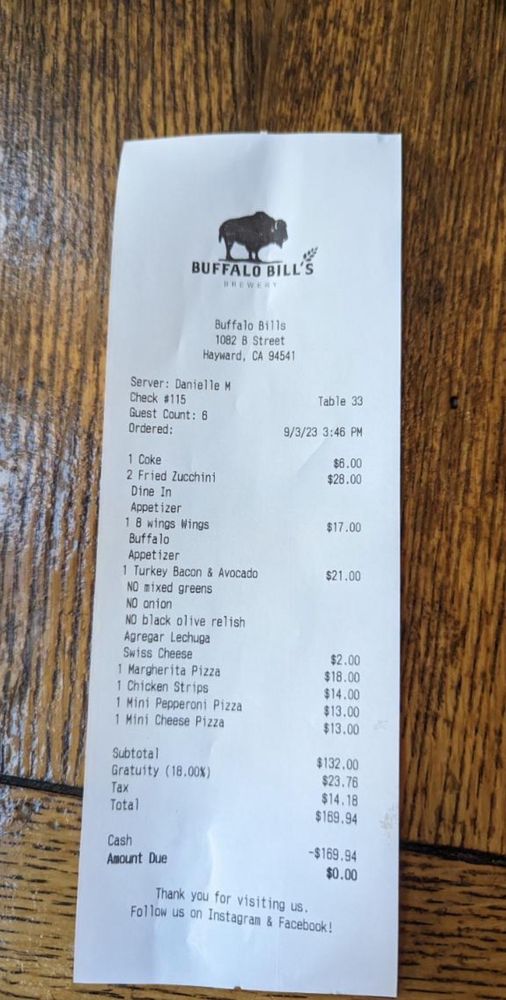 BUFFALO BILL'S
BREWERY
Buffalo Bills
1082 B Street
Hayward, CA 94541
Server: Danielle M
Check #115 Table 33
Guest Count: 6
Ordered: 9/3/23 3:46 PM
1 Coke $6.00
2 Fried Zucchini $28.00
Dine In
Appetizer
1 8 wings Wings $17.00
Buffalo
Appetizer
1 Turkey Bacon & Avocado $21.00
NO mixed greens
NO onion
NO black olive relish
Agregar Lechuga
Swiss Cheese $2.00
1 Margherita Pizza $18.00
1 Chicken Strips $14.00
1 Mini Pepperoni Pizza $13.00
1 Mini Cheese Pizza $13.00
Subtotal $132.00
Gratuity (18.00%) $23.76
Tax $14.18
Total $169.94
Cash -$169.94
Amount Due $0.00
Thank you for visiting us.
Follow us on Instagram & Facebook!